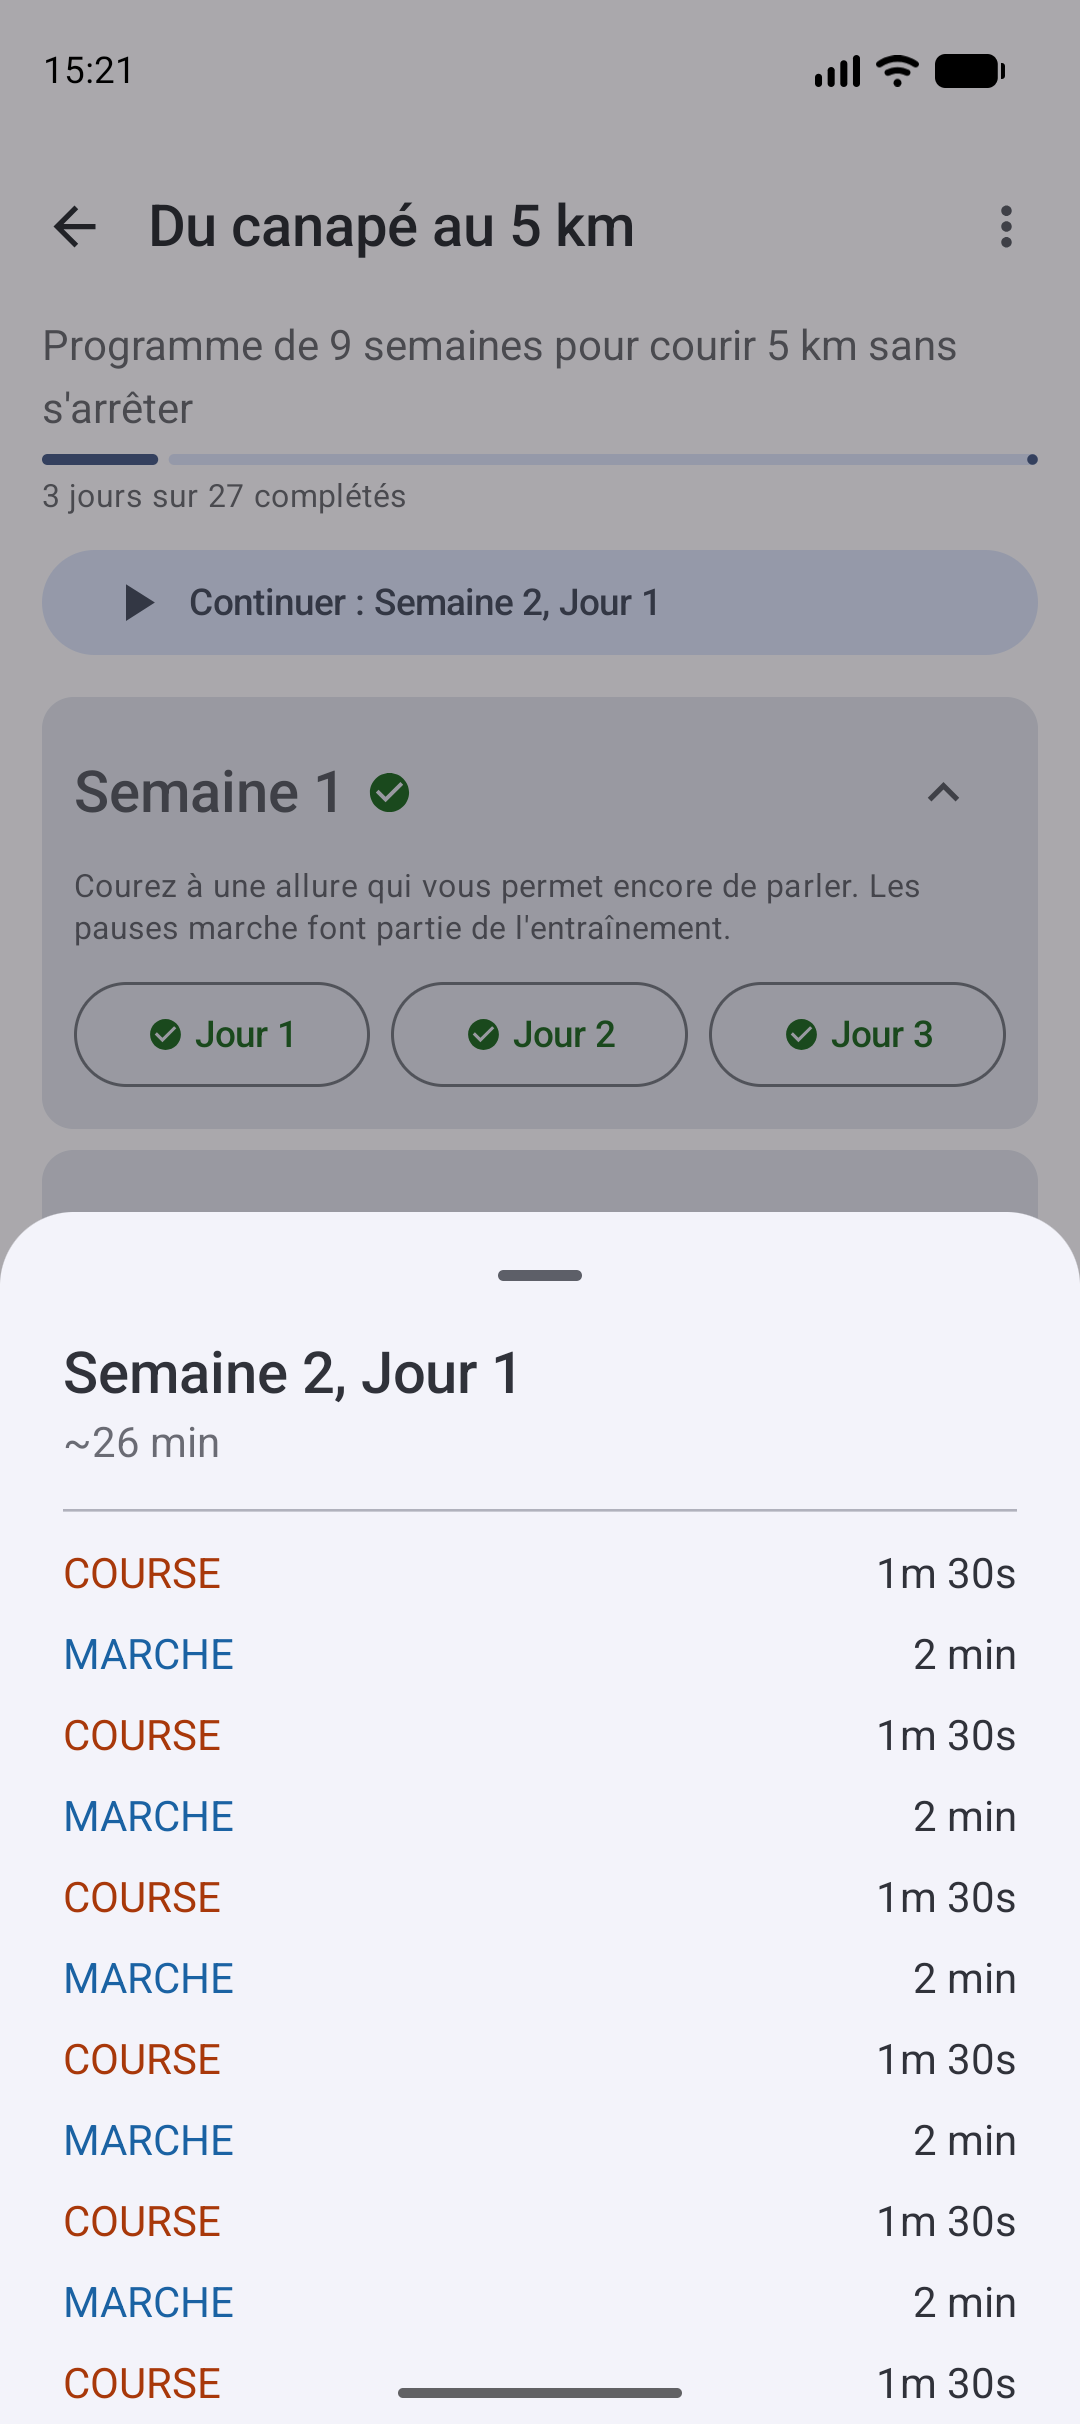 15:21
Du canapé au 5 km
Programme de 9 semaines pour courir 5 km sans
s'arrêter
3 jours sur 27 complétés
Continuer : Semaine 2, Jour 1
Semaine 1
Courez à une allure qui vous permet encore de parler. Les
pauses marche font partie de l'entraînement.
Jour 1 Jour 2 Jour 3
Semaine 2, Jour 1
~26 min
COURSE 1m 30s
MARCHE 2 min
COURSE 1m 30s
MARCHE 2 min
COURSE 1m 30s
MARCHE 2 min
COURSE 1m 30s
MARCHE 2 min
COURSE 1m 30s
MARCHE 2 min
COURSE 1m 30s